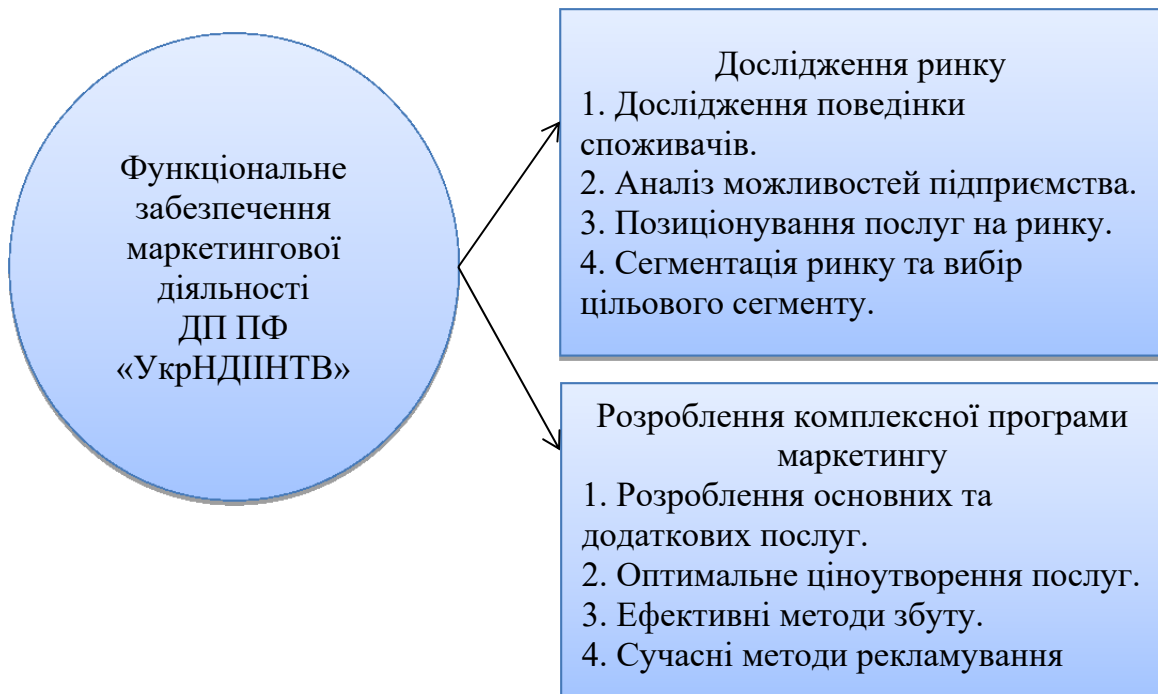 Функціональне
забезпечення
маркетингової
діяльності
ДП ПФ
«УкрНДІІНТВ»
Дослідження ринку
1. Дослідження поведінки
споживачів.
2. Аналіз можливостей підприємства.
3. Позиціонування послуг на ринку.
4. Сегментація ринку та вибір
цільового сегменту.
Розроблення комплексної програми
маркетингу
1. Розроблення основних та
додаткових послуг.
2. Оптимальне ціноутворення послуг.
3. Ефективні методи збуту.
4. Сучасні методи рекламування